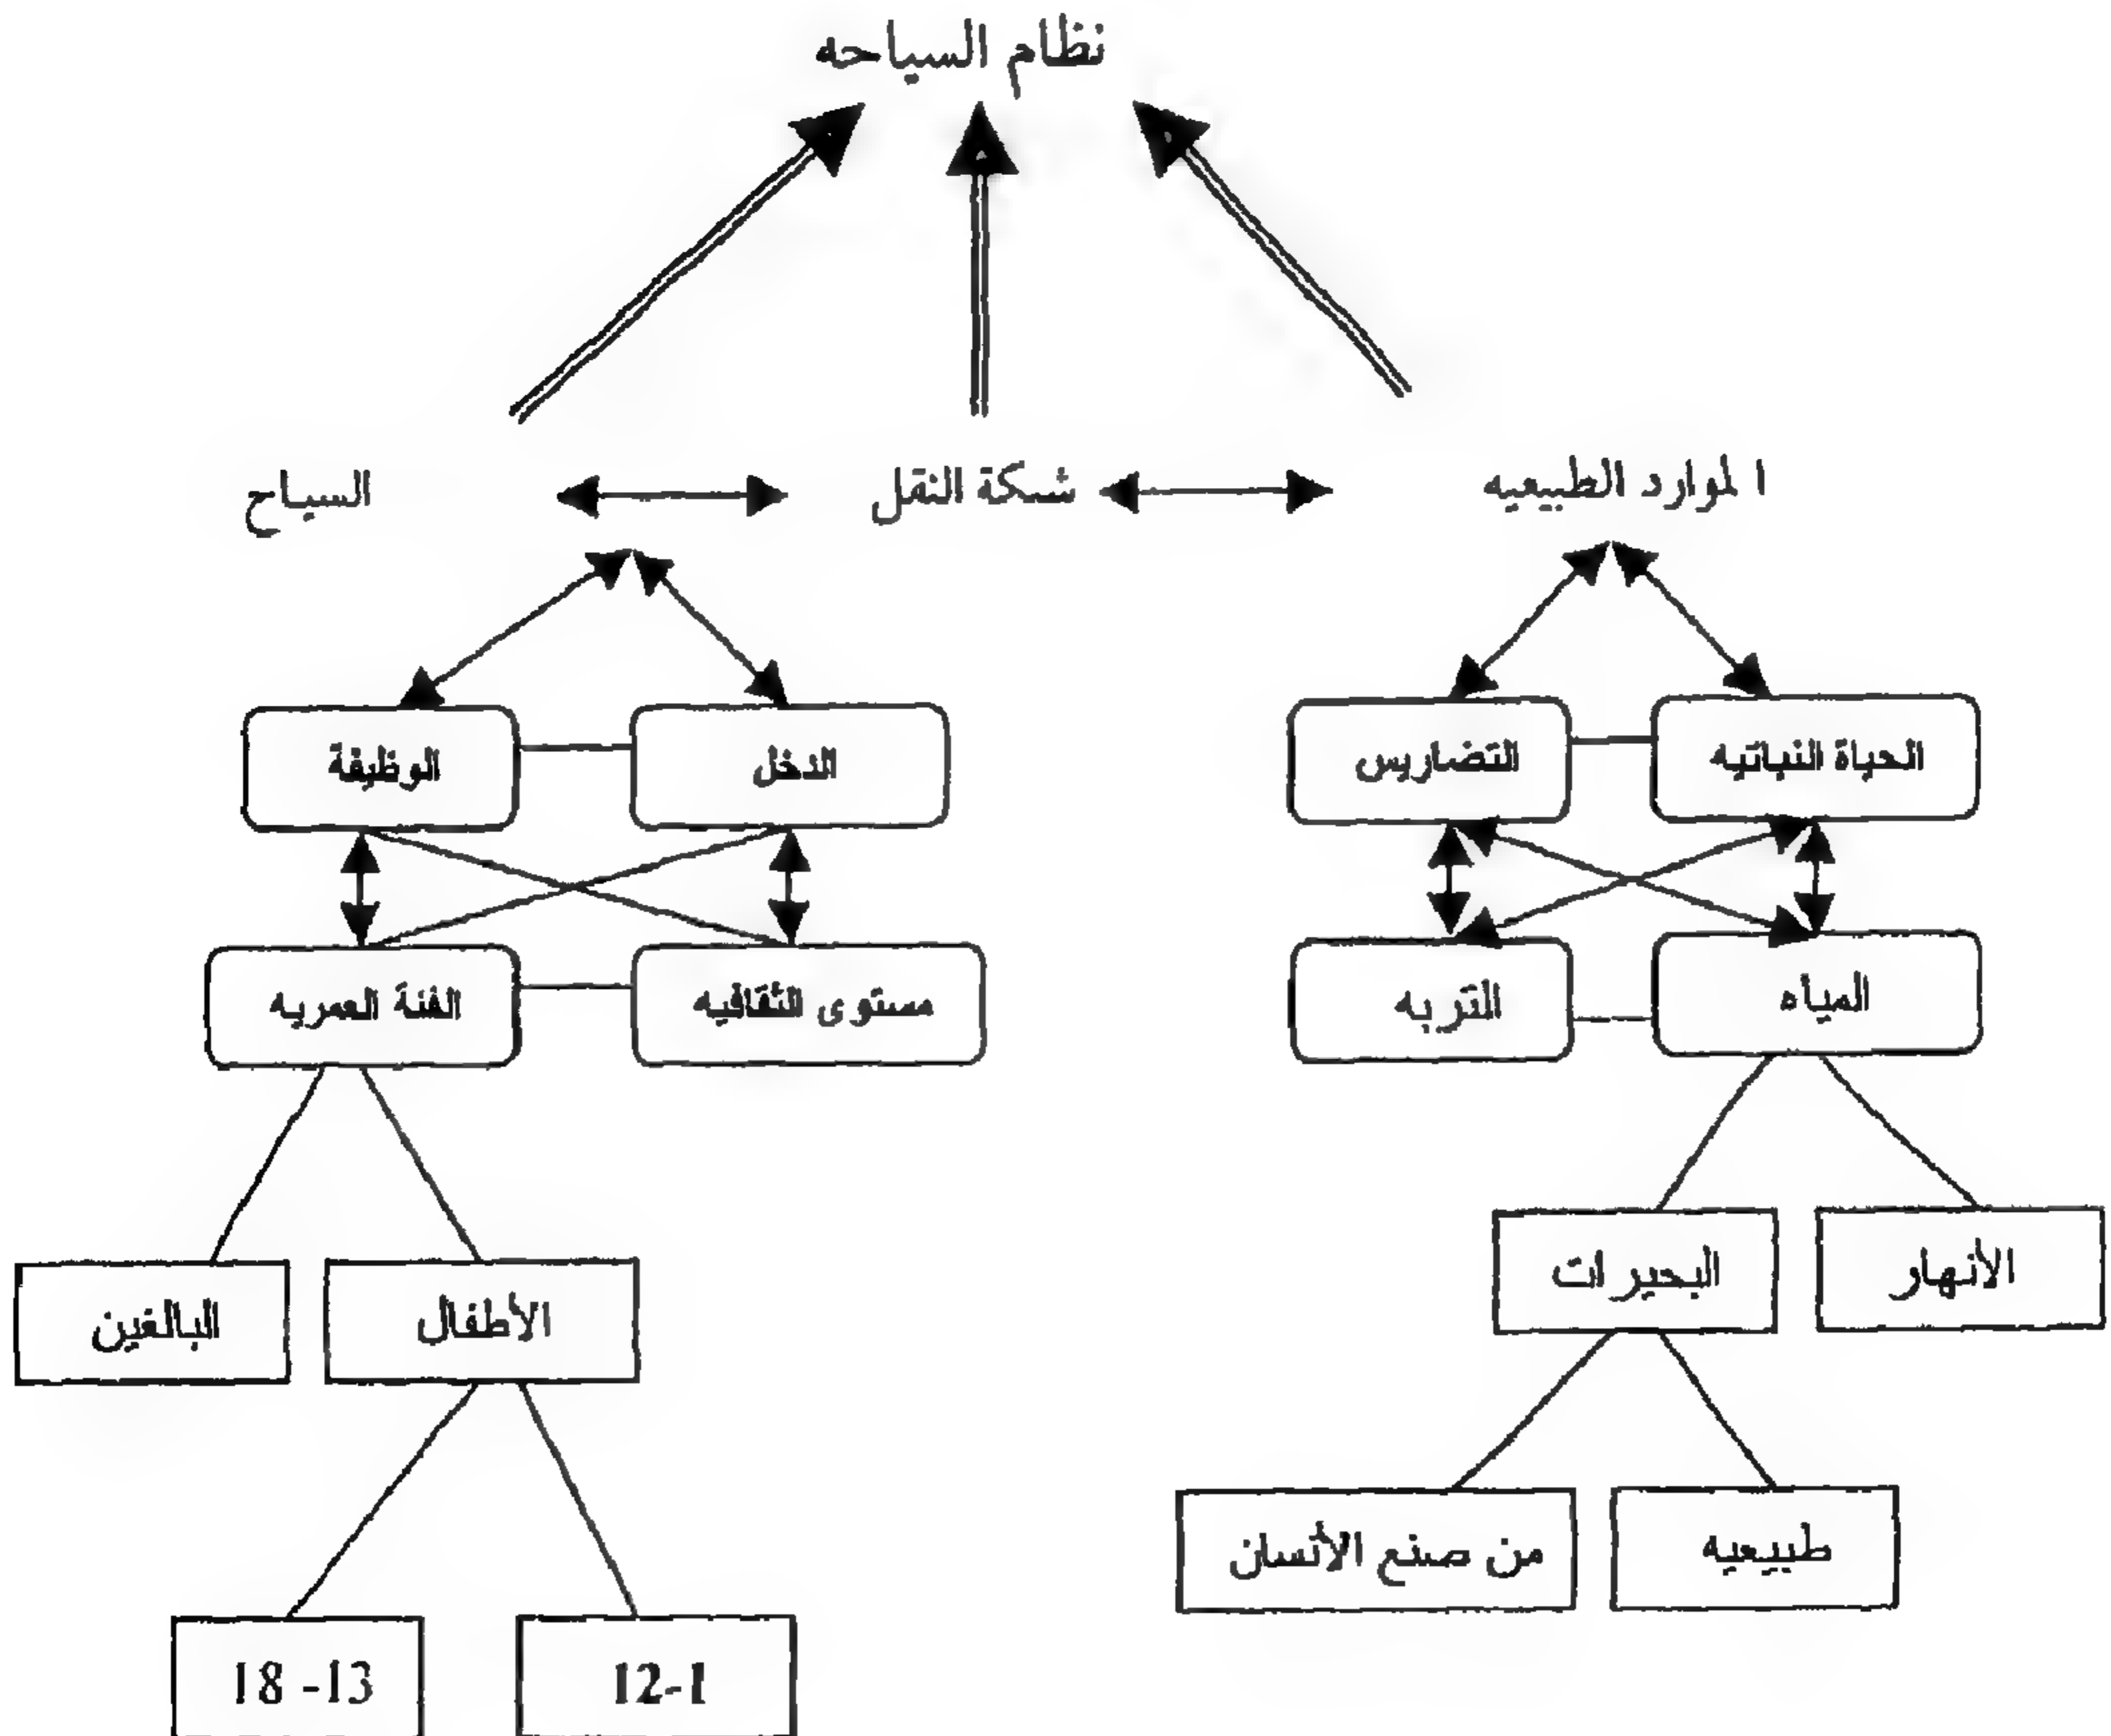 نظام السياحه
الموارد الطبيعيه
شبكة النقل
السياح
الحياة النباتيه
التضاريس
الدخل
الوظيفة
المياه
التربه
مستوى الثقافيه
الفئة العمريه
الأنهار
البحيرات
الأطفال
البالغين
طبيعيه
من صنع الأنسان
12-1
18 -13